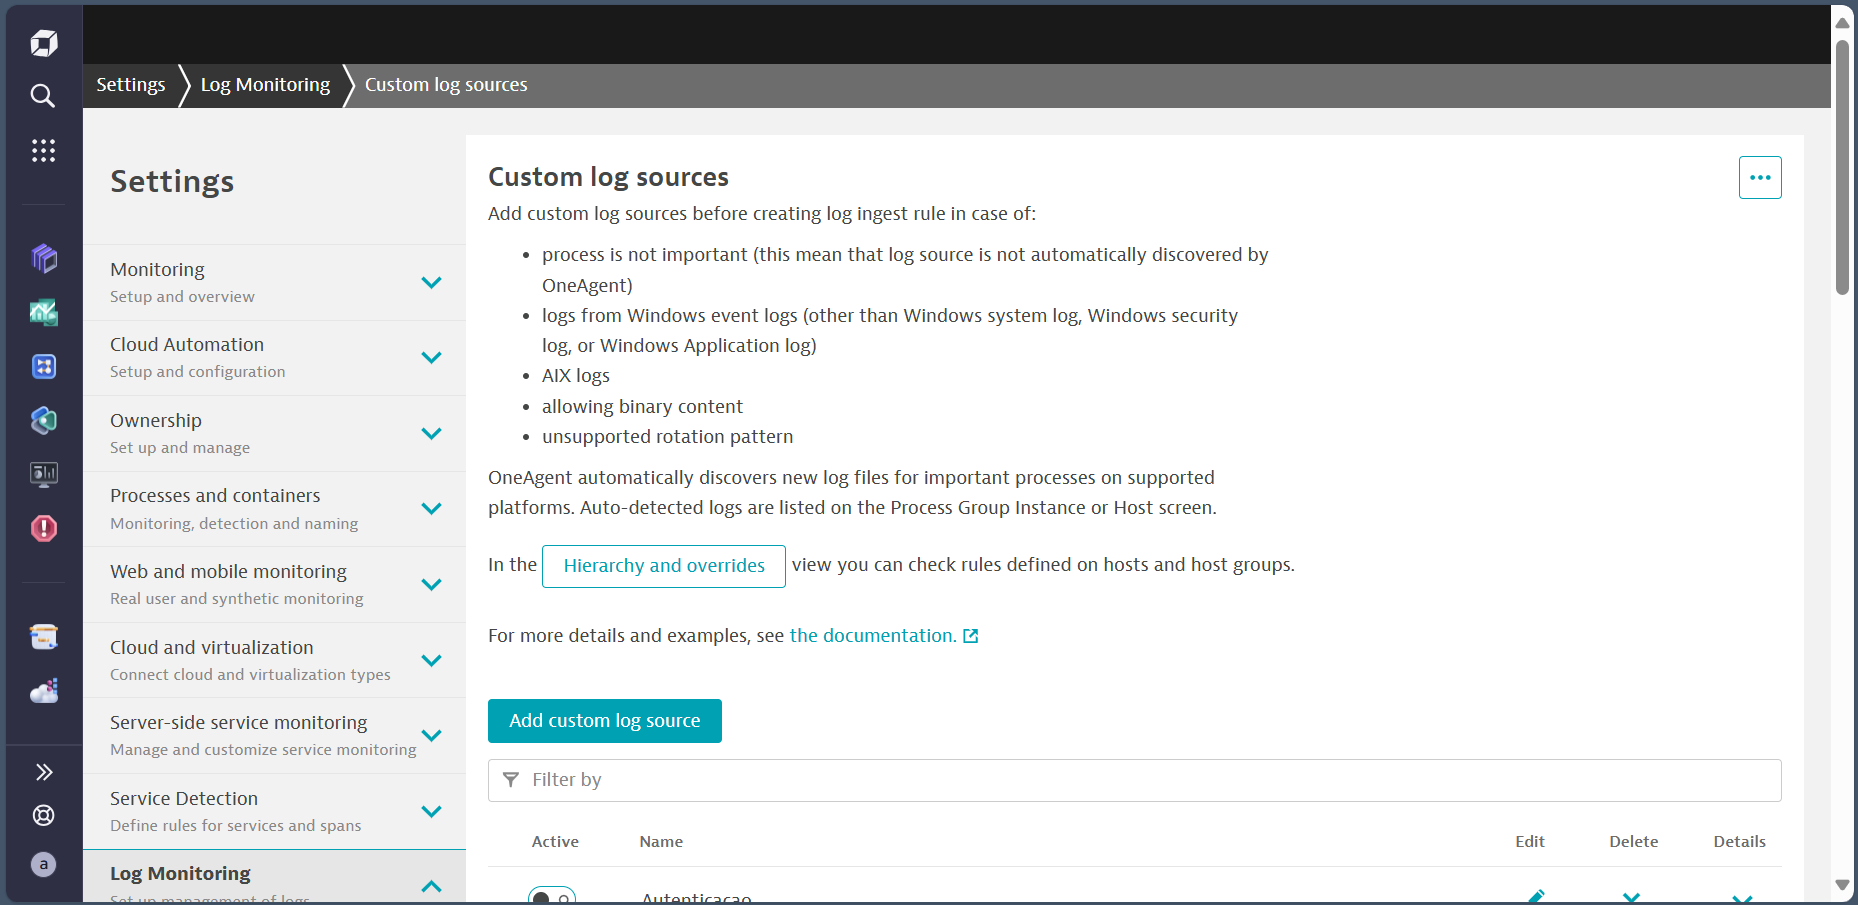 Settings
Log Monitoring
Custom log sources
Settings
Monitoring
Setup and overview
Cloud Automation
Setup and configuration
Ownership
Set up and manage
Processes and containers
Monitoring, detection and naming
Web and mobile monitoring
Real user and synthetic monitoring
Cloud and virtualization
Connect cloud and virtualization types
Server-side service monitoring
Manage and customize service monitoring
Service Detection
Define rules for services and spans
Log Monitoring
Set up management of logs
a
Custom log sources
Add custom log sources before creating log ingest rule in case of:
• process is not important (this mean that log source is not automatically discovered by
OneAgent)
• logs from Windows event logs (other than Windows system log, Windows security
log, or Windows Application log)
• AIX logs
• allowing binary content
• unsupported rotation pattern
OneAgent automatically discovers new log files for important processes on supported
platforms. Auto-detected logs are listed on the Process Group Instance or Host screen.
In the Hierarchy and overrides view you can check rules defined on hosts and host groups.
For more details and examples, see the documentation.
Add custom log source
Filter by
Active Name Edit Delete Details
Autenticacao